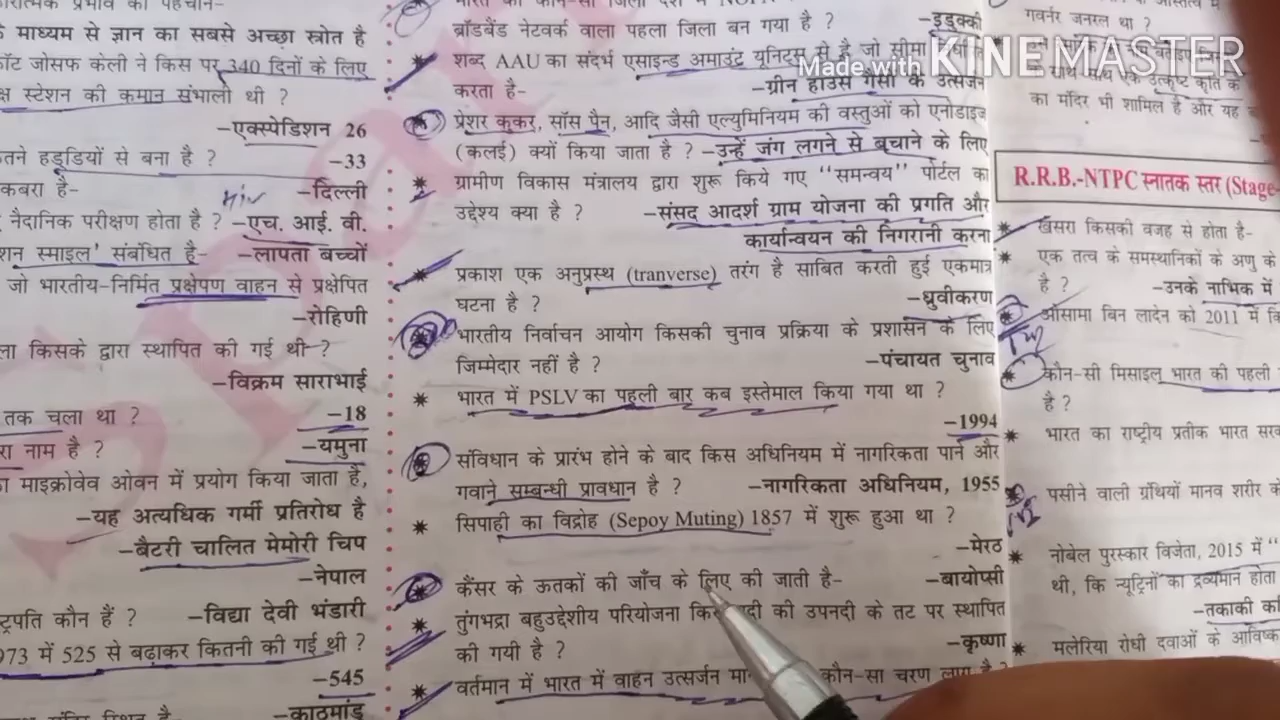 के माध्यम से ज्ञान का सबसे अच्छा स्रोत है
जोसफ केली ने किस पर 340 दिनों के लिए
स्टेशन की कमान संभाली थी ?
-एक्सपेडिशन 26
हड्डियों से बना है ?
-33
-दिल्ली
नैदानिक परीक्षण होता है ? -एच. आई. वी.
स्माइल' संबंधित है- -लापता बच्चों
जो भारतीय-निर्मित प्रक्षेपण वाहन से प्रक्षेपित
-रोहिणी
किसके द्वारा स्थापित की गई थी ?
-विक्रम साराभाई
तक चला था ?
-18
नाम है ?
-यमुना
माइक्रोवेव ओवन में प्रयोग किया जाता है,
-यह अत्यधिक गर्मी प्रतिरोध है
-बैटरी चालित मेमोरी चिप
-नेपाल
कौन हैं ? -विद्या देवी भंडारी
में 525 से बढ़ाकर कितनी की गई थी ?
-545
-काठमांडू
ब्रॉडबैंड नेटवर्क वाला पहला जिला बन गया है ?
-इडुक्की
शब्द AAU का संदर्भ एसाइन्ड अमाउंट यूनिट्स से है जो सीमा
करता है- -ग्रीन हाउस गैसों के उत्सर्जन
* प्रेशर कूकर, सॉस पैन, आदि जैसी एल्युमिनियम की वस्तुओं को एनोडाइज
(कलई) क्यों किया जाता है ? -उन्हें जंग लगने से बचाने के लिए
* ग्रामीण विकास मंत्रालय द्वारा शुरू किये गए "समन्वय" पोर्टल का
उद्देश्य क्या है ? -संसद आदर्श ग्राम योजना की प्रगति और
कार्यान्वयन की निगरानी करना
* प्रकाश एक अनुप्रस्थ (tranverse) तरंग है साबित करती हुई एकमात्र
घटना है ? -ध्रुवीकरण
* भारतीय निर्वाचन आयोग किसकी चुनाव प्रक्रिया के प्रशासन के लिए
जिम्मेदार नहीं है ? -पंचायत चुनाव
* भारत में PSLV का पहली बार कब इस्तेमाल किया गया था ?
-1994
* संविधान के प्रारंभ होने के बाद किस अधिनियम में नागरिकता पाने और
गवाने सम्बन्धी प्रावधान है ? -नागरिकता अधिनियम, 1955
* सिपाही का विद्रोह (Sepoy Muting) 1857 में शुरू हुआ था ?
-मेरठ
* कैंसर के ऊतकों की जाँच के लिए की जाती है- -बायोप्सी
* तुंगभद्रा बहुउद्देशीय परियोजना की उपनदी के तट पर स्थापित
की गयी है ? -कृष्णा
* वर्तमान में भारत में वाहन उत्सर्जन कौन-सा चरण लागू है ?
Made with KINEMASTER
गवर्नर जनरल था ?
का मंदिर भी शामिल है और यह
R.R.B.-NTPC स्नातक स्तर (Stage-
खसरा किसकी वजह से होता है-
* एक तत्व के समस्थानिकों के अणु के
है ? -उनके नाभिक में
* ओसामा बिन लादेन को 2011 में
* कौन-सी मिसाइल भारत की पहली
है ?
* भारत का राष्ट्रीय प्रतीक भारत
* पसीने वाली ग्रंथियों मानव शरीर
* नोबेल पुरस्कार विजेता, 2015 में "
थी, कि न्यूट्रिनों का द्रव्यमान होता
-तकाकी
* मलेरिया रोधी दवाओं के